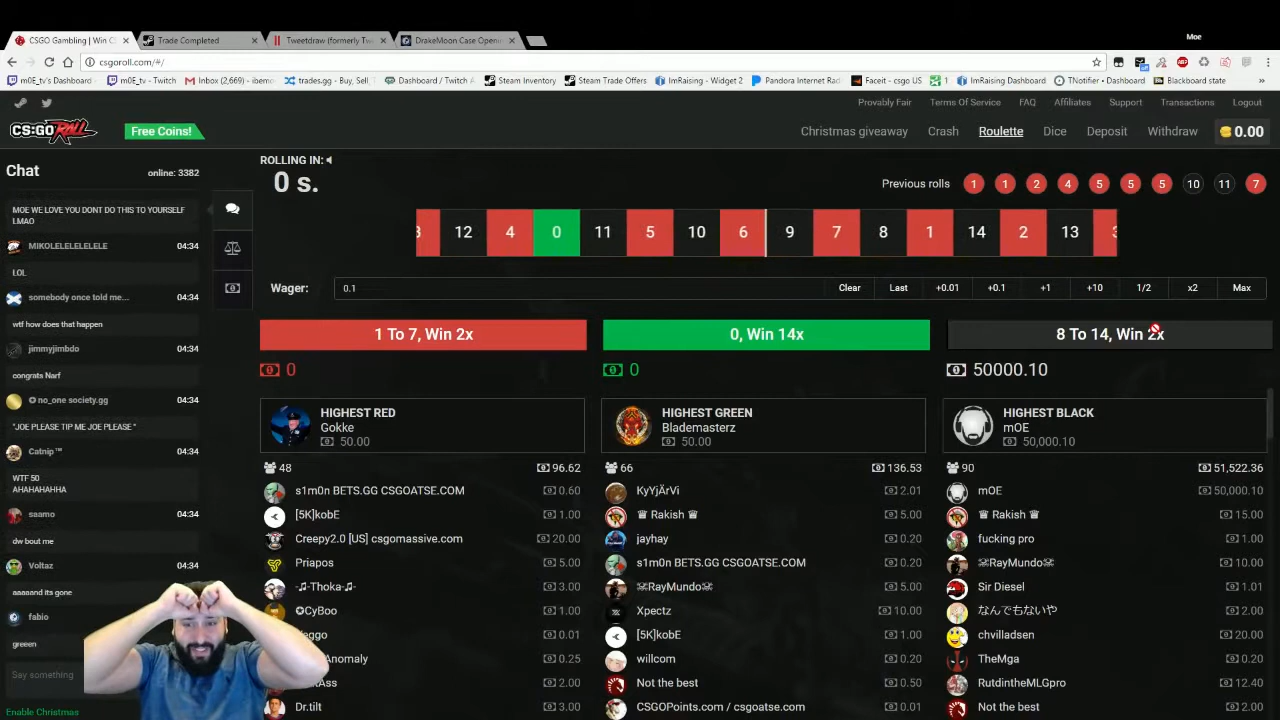 Moe
CSGO Gambling | Win C
Trade Completed
Tweetdraw (formerly Tw
DrakeMoon:Case Openi
csgoroll.com/#/
m0E_tv's Dashboard
m0E_tv - Twitch
Inbox (2,669) - ibemo
trades.gg - Buy, Sell,
Dashboard / Twitch A
Steam Inventory
Steam Trade Offers
ImRaising - Widget 2
Pandora Internet Rad
Faceit - csgo US
1
ImRaising Dashboard
TNotifier · Dashboard
Blackboard state
Provably Fair
Terms Of Service
FAQ
Affiliates
Support
Transactions
Logout
CS:GO ROLL
Free Coins!
Christmas giveaway
Crash
Roulette
Dice
Deposit
Withdraw
0.00
Chat
online: 3382
MOE WE LOVE YOU DONT DO THIS TO YOURSELF
LMAO
MIKOLELELELELELE 04:34
LOL
somebody once told me... 04:34
wtf how does that happen
jimmyjimbdo 04:34
congrats Narf
no_one society.gg 04:34
"JOE PLEASE TIP ME JOE PLEASE "
Catnip™ 04:34
WTF 50
AHAHAHAHHA
saamo 04:34
dw bout me
Voltaz 04:34
aaaand its gone
fabio 04:34
greeen
Say something
Enable Christmas
ROLLING IN:
0 s.
Previous rolls 1 1 2 4 5 5 5 10 11 7
12 4 0 11 5 10 6 9 7 8 1 14 2 13
Wager: 0.1 Clear Last +0.01 +0.1 +1 +10 1/2 x2 Max
1 To 7, Win 2x
0
HIGHEST RED
Gokke
50.00
48 96.62
s1m0n BETS.GG CSGOATSE.COM 0.60
[5K]kobE 1.00
Creepy2.0 [US] csgomassive.com 20.00
Priapos 5.00
-♫-Thoka-♫- 3.00
✪CyBoo 1.00
eggo 0.01
Anomaly 0.25
tAss 2.00
Dr.tilt 3.00
0, Win 14x
0
HIGHEST GREEN
Blademasterz
50.00
66 136.53
KyYjÄrVi 2.01
♛ Rakish ♛ 5.00
jayhay 0.20
s1m0n BETS.GG CSGOATSE.COM 0.20
☠RayMundo☠ 5.00
Xpectz 10.00
[5K]kobE 1.00
willcom 0.20
Not the best 0.50
CSGOPoints.com / csgoatse.com 0.01
8 To 14, Win 2x
50000.10
HIGHEST BLACK
mOE
50,000.10
90 51,522.36
mOE 50,000.10
♛ Rakish ♛ 15.00
fucking pro 1.00
☠RayMundo☠ 10.00
Sir Diesel 1.01
なんでもないや 2.00
chvilladsen 20.00
TheMga 0.20
RutdintheMLGpro 12.40
Not the best 2.00